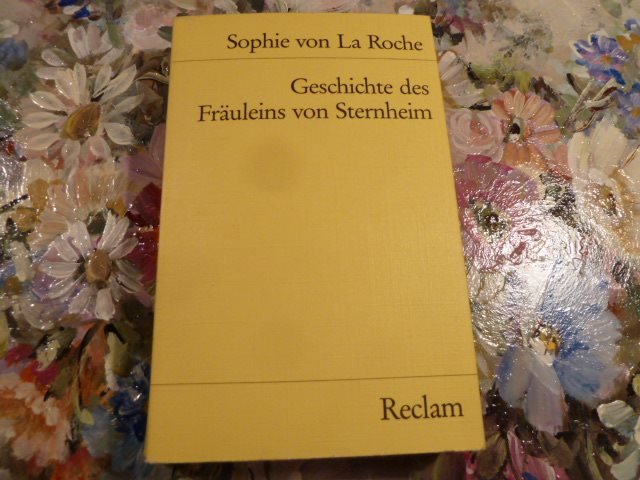 Sophie von La Roche
Geschichte des
Fräuleins von Sternheim
Reclam